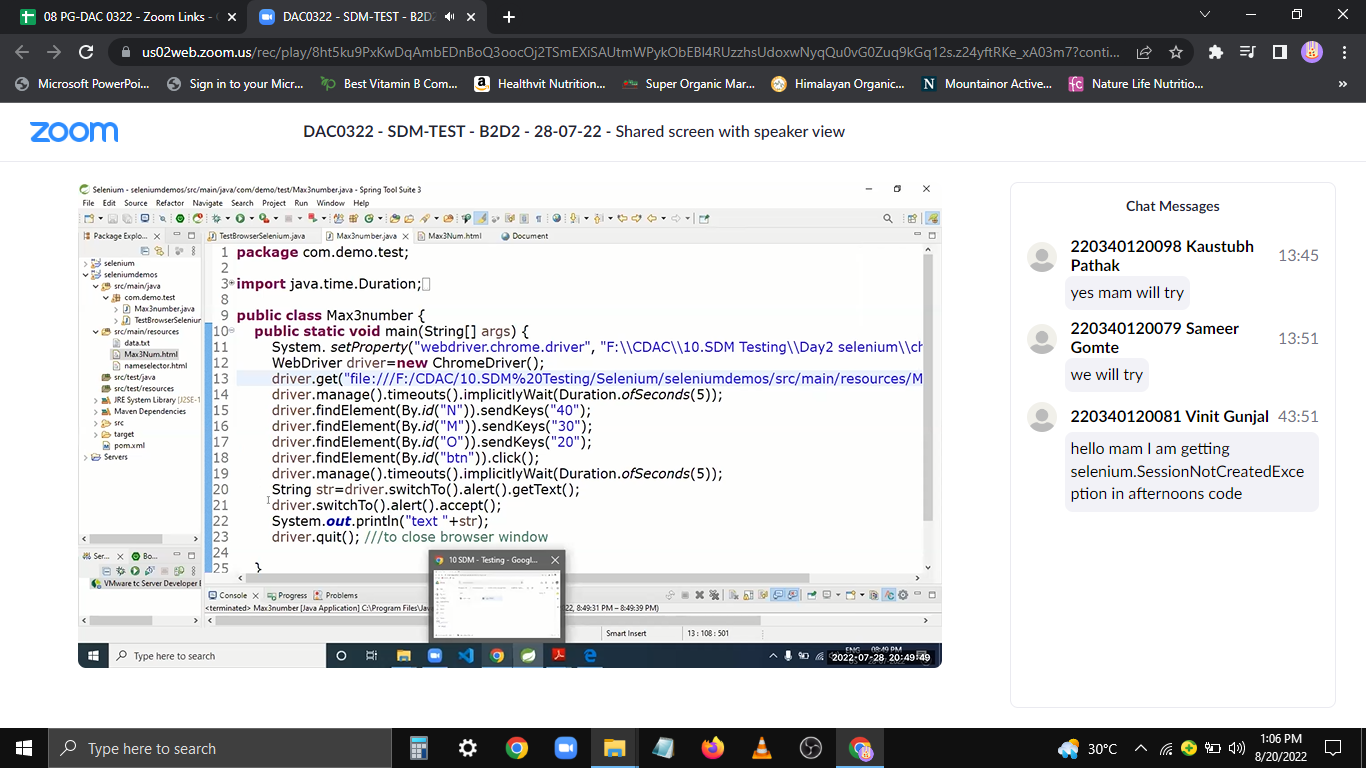 08 PG-DAC 0322 - Zoom Links -
DAC0322 - SDM-TEST - B2D2
us02web.zoom.us/rec/play/8ht5ku9PxKwDqAmbEDnBoQ3oocOj2TSmEXiSAUtmWPykObEBI4RUzzhsUdoxwNyqQu0vG0Zuq9kGq12s.z24yftRKe_xA03m7?conti...
Microsoft PowerPoi...
Sign in to your Micr...
Best Vitamin B Com...
Healthvit Nutrition...
Super Organic Mar...
Himalayan Organic...
Mountainor Active...
Nature Life Nutritio...
zoom
DAC0322 - SDM-TEST - B2D2 - 28-07-22 - Shared screen with speaker view
Selenium - seleniumdemos/src/main/java/com/demo/test/Max3number.java - Spring Tool Suite 3
File Edit Source Refactor Navigate Search Project Run Window Help
Package Explo...
TestBrowserSelenium.java
Max3number.java
Max3Num.html
Document
selenium
seleniumdemos
src/main/java
com.demo.test
Max3number.java
TestBrowserSelenium
src/main/resources
data.txt
Max3Num.html
nameselector.html
src/test/java
src/test/resources
JRE System Library [J2SE-1
Maven Dependencies
src
target
pom.xml
Servers
1 package com.demo.test;
2
3 import java.time.Duration;
8
9 public class Max3number {
10 public static void main(String[] args) {
11 System. setProperty("webdriver.chrome.driver", "F:\\CDAC\\10.SDM Testing\\Day2 selenium\\ch
12 WebDriver driver=new ChromeDriver();
13 driver.get("file:///F:/CDAC/10.SDM%20Testing/Selenium/seleniumdemos/src/main/resources/M
14 driver.manage().timeouts().implicitlyWait(Duration.ofSeconds(5));
15 driver.findElement(By.id("N")).sendKeys("40");
16 driver.findElement(By.id("M")).sendKeys("30");
17 driver.findElement(By.id("O")).sendKeys("20");
18 driver.findElement(By.id("btn")).click();
19 driver.manage().timeouts().implicitlyWait(Duration.ofSeconds(5));
20 String str=driver.switchTo().alert().getText();
21 driver.switchTo().alert().accept();
22 System.out.println("text "+str);
23 driver.quit(); ///to close browser window
24
25 }
Ser...
Bo...
VMware tc Server Developer
10 SDM - Testing - Googl...
Console
Progress
Problems
<terminated> Max3number [Java Application] C:\Program Files\Java
2022, 8:49:31 PM – 8:49:39 PM)
Smart Insert
13 : 108 : 501
Type here to search
ENG
08:49 PM
2022-07-28 20:49:49
Chat Messages
220340120098 Kaustubh Pathak
13:45
yes mam will try
220340120079 Sameer Gomte
13:51
we will try
220340120081 Vinit Gunjal 43:51
hello mam I am getting
selenium.SessionNotCreatedExce
ption in afternoons code
Type here to search
30°C
1:06 PM
8/20/2022